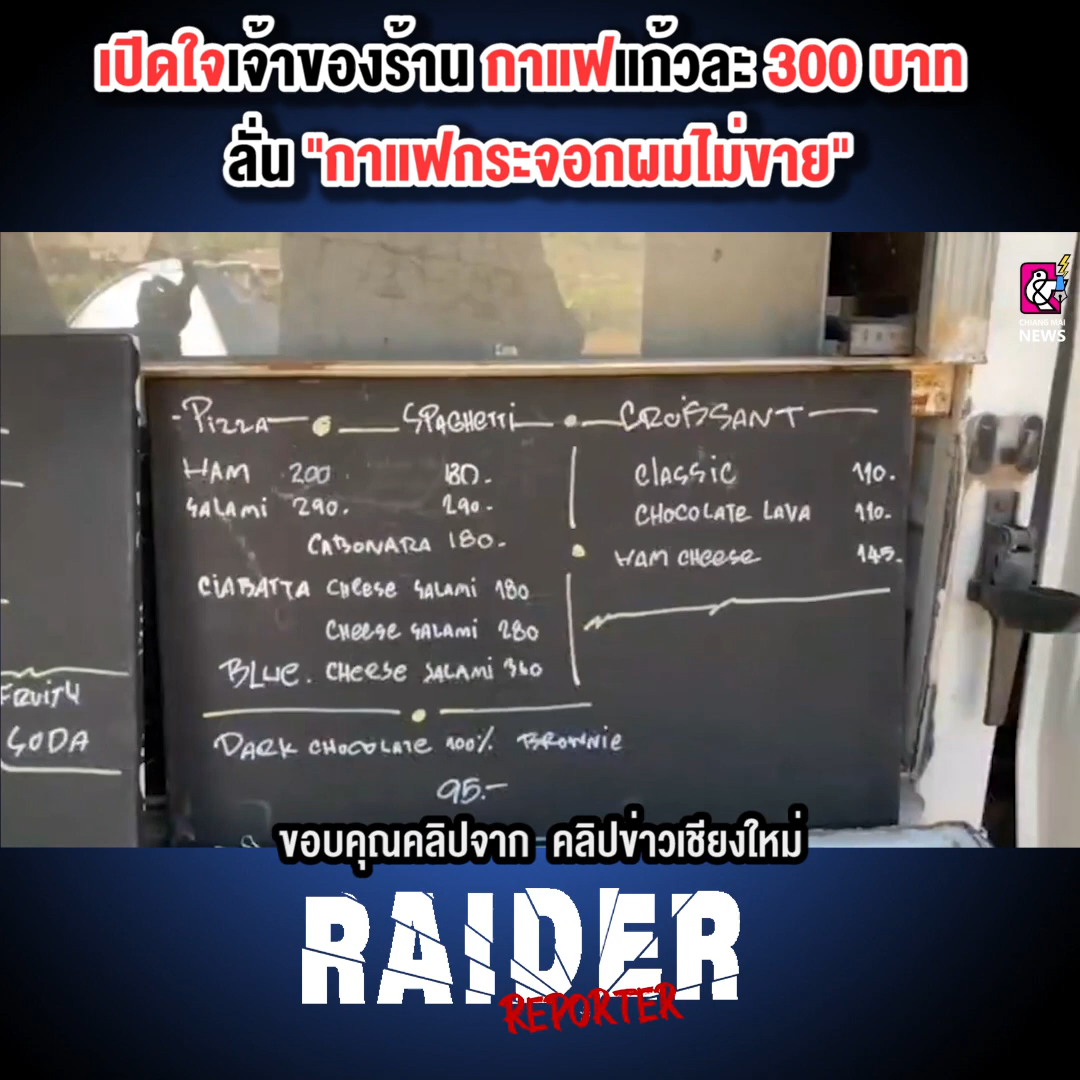 เปิดใจเจ้าของร้าน กาแฟแก้วละ 300 บาท
ลั่น "กาแฟกระจอกผมไม่ขาย"
& CHIANG MAI
NEWS
-PIZZA — SPAGHETTI — CROISSANT —
HAM 200. 180.-
SALAMI 290. 290.-
CABONARA 180.-
CIABATTA CHEESE SALAMI 180
CHEESE SALAMI 280
BLUE. CHEESE SALAMI 360
CLASSIC 110.-
CHOCOLATE LAVA 110.-
HAM CHEESE 145.-
DARK CHOCOLATE 100% BROWNIE
95.-
FRUITY
SODA
ขอบคุณคลิปจาก คลิปข่าวเชียงใหม่
RAIDER
REPORTER